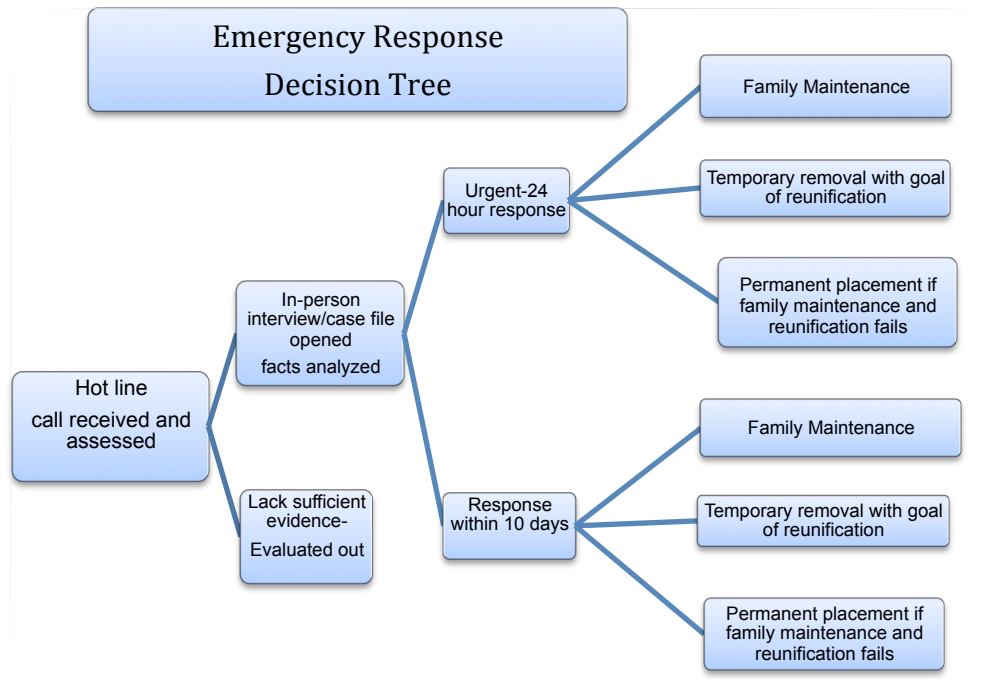 Emergency Response
Decision Tree
Hot line
call received and
assessed
In-person
interview/case file
opened
facts analyzed
Lack sufficient
evidence-
Evaluated out
Urgent-24
hour response
Family Maintenance
Temporary removal with goal
of reunification
Permanent placement if
family maintenance and
reunification fails
Response
within 10 days
Family Maintenance
Temporary removal with goal
of reunification
Permanent placement if
family maintenance and
reunification fails